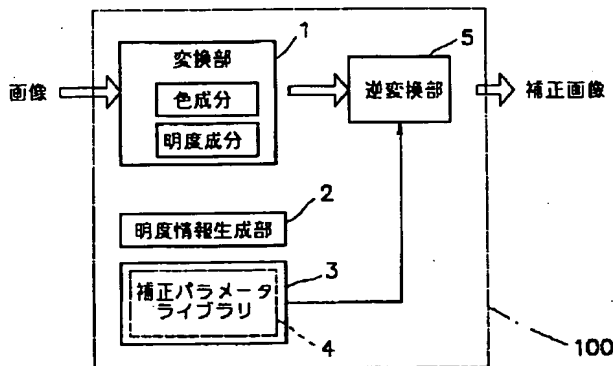 1
5
変換部
画像
色成分
明度成分
逆変換部
補正画像
2
明度情報生成部
3
補正パラメータ
ライブラリ
4
100